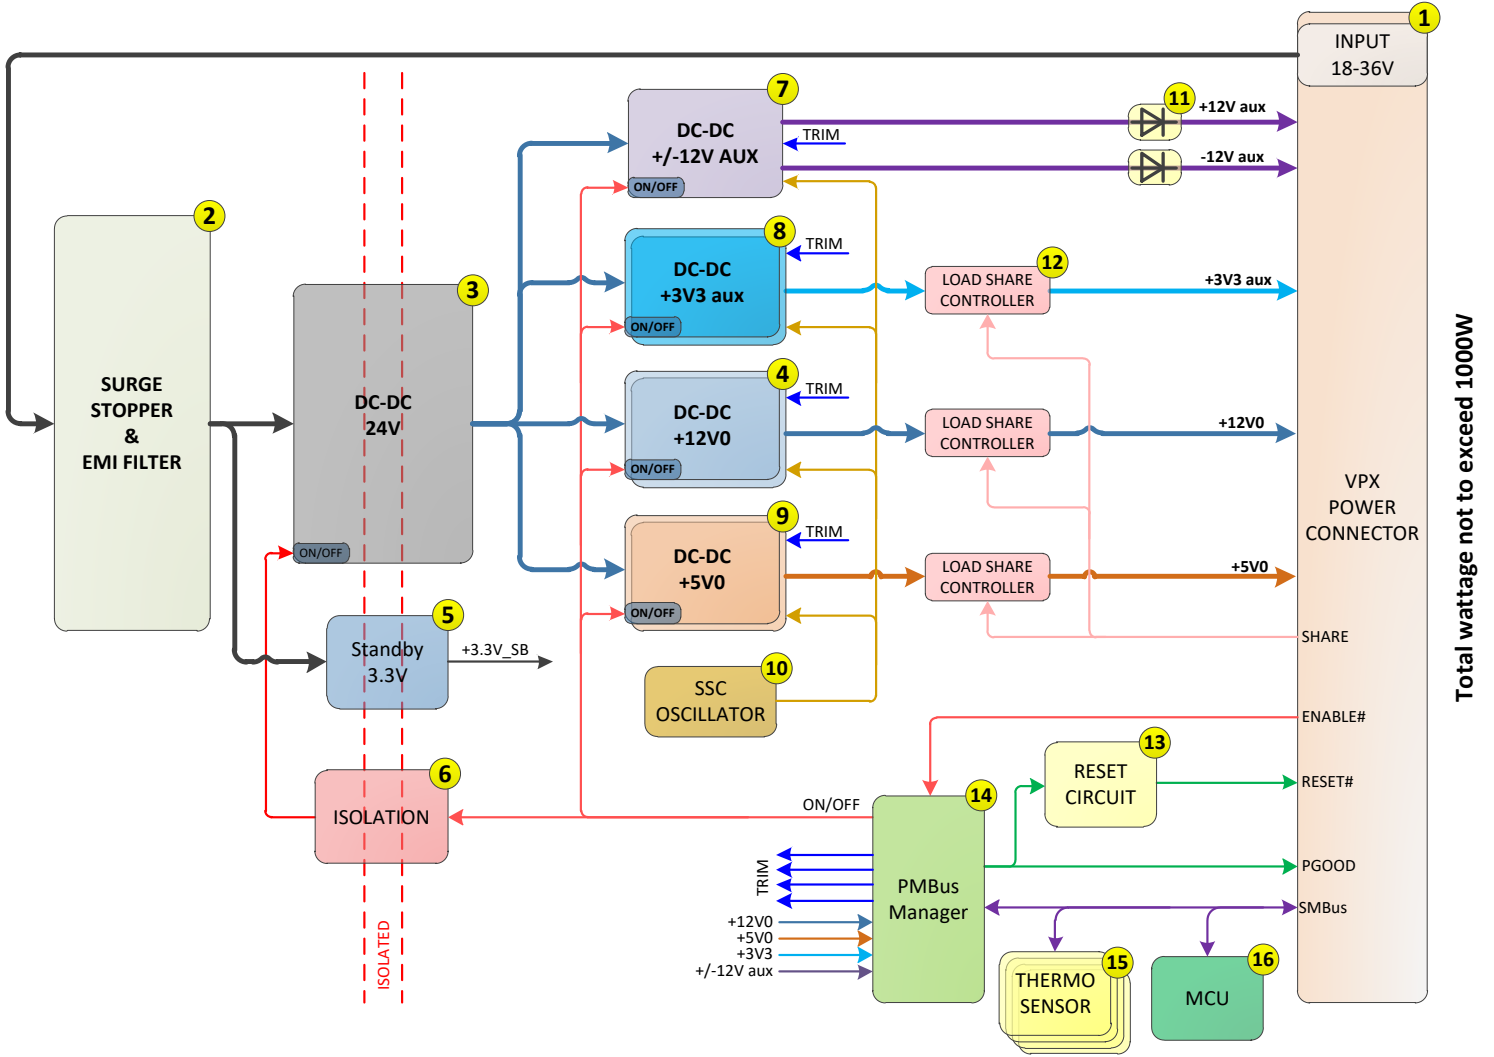 1
INPUT
18-36V
7
DC-DC
+/-12V AUX
ON/OFF
TRIM
11
+12V aux
-12V aux
2
SURGE
STOPPER
&
EMI FILTER
3
DC-DC
24V
ON/OFF
8
DC-DC
+3V3 aux
ON/OFF
TRIM
12
LOAD SHARE
CONTROLLER
+3V3 aux
4
DC-DC
+12V0
ON/OFF
TRIM
LOAD SHARE
CONTROLLER
+12V0
VPX
POWER
CONNECTOR
Total wattage not to exceed 1000W
9
DC-DC
+5V0
ON/OFF
TRIM
LOAD SHARE
CONTROLLER
+5V0
5
Standby
3.3V
+3.3V_SB
SHARE
10
SSC
OSCILLATOR
ENABLE#
6
ISOLATION
ISOLATED
ON/OFF
13
RESET
CIRCUIT
RESET#
14
PMBus
Manager
TRIM
+12V0
+5V0
+3V3
+/-12V aux
PGOOD
SMBus
15
THERMO
SENSOR
16
MCU